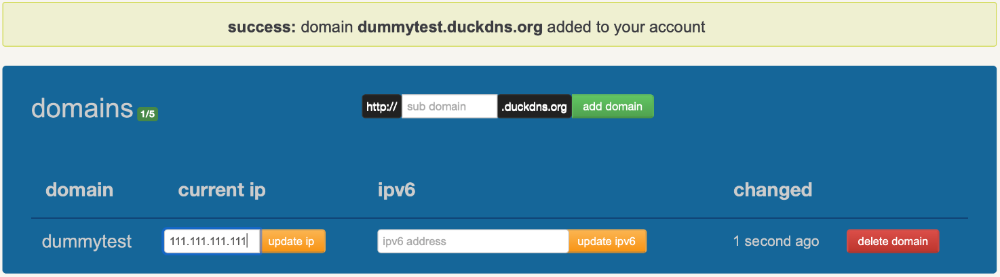 success: domain dummytest.duckdns.org added to your account
domains 1/5
http:// sub domain .duckdns.org add domain
domain current ip ipv6 changed
dummytest 111.111.111.111 update ip ipv6 address update ipv6 1 second ago delete domain